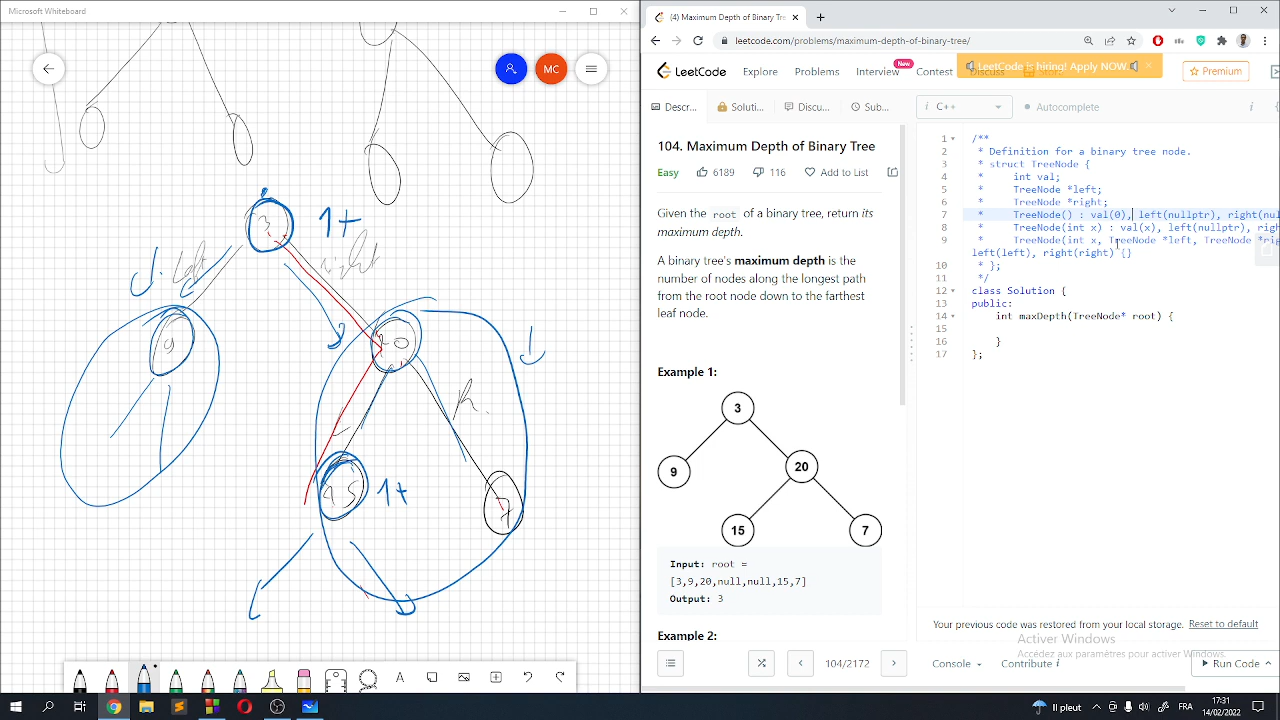 Microsoft Whiteboard
MC
3
1+
left
right
9
20
R
15
1+
7
A
(4) Maximum Depth of Binary Tre
leetcode.com/problems/maximum-depth-of-binary-tree/
LeetCode
Explore
Problems
Interview
New
Contest
Discuss
LeetCode is hiring! Apply NOW.
Premium
Descr...
Soluti...
Discu...
Sub...
i C++
Autocomplete
i
104. Maximum Depth of Binary Tree
Easy
6189
116
Add to List
Given the root of a binary tree, return its
maximum depth.
A binary tree's maximum depth is the
number of nodes along the longest path
from the root node down to the farthest
leaf node.
Example 1:
3
9
20
15
7
Input: root =
[3,9,20,null,null,15,7]
Output: 3
Example 2:
1 /**
2 * Definition for a binary tree node.
3 * struct TreeNode {
4 * int val;
5 * TreeNode *left;
6 * TreeNode *right;
7 * TreeNode() : val(0), left(nullptr), right(nul
8 * TreeNode(int x) : val(x), left(nullptr), righ
9 * TreeNode(int x, TreeNode *left, TreeNode *rig
left(left), right(right) {}
10 * };
11 */
12 class Solution {
13 public:
14 int maxDepth(TreeNode* root) {
15
16 }
17 };
Your previous code was restored from your local storage. Reset to default
Activer Windows
Accédez aux paramètres pour activer Windows.
104/2172
Console
Contribute i
Run Code
Il pleut
FRA
17:31
14/02/2022